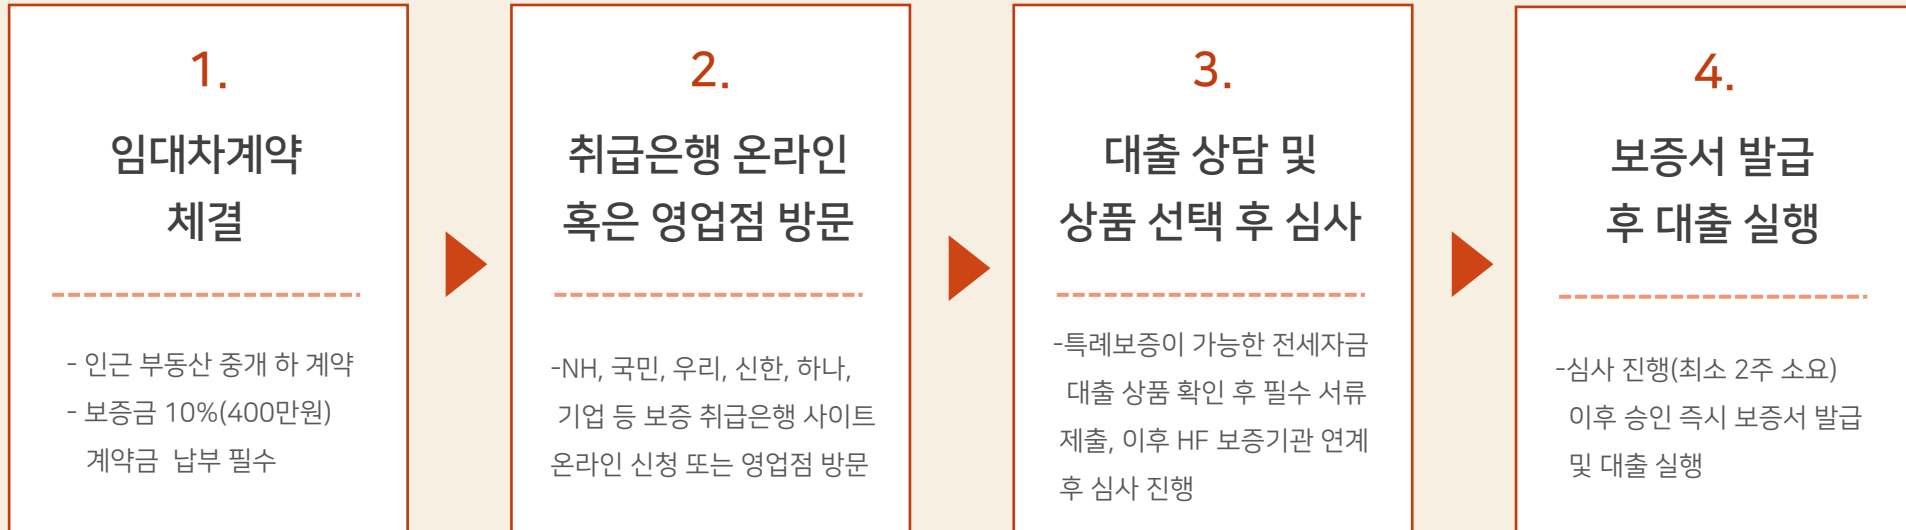 1.
임대차계약
체결
- 인근 부동산 중개 하 계약
- 보증금 10%(400만원)
계약금 납부 필수
2.
취급은행 온라인
혹은 영업점 방문
-NH, 국민, 우리, 신한, 하나,
기업 등 보증 취급은행 사이트
온라인 신청 또는 영업점 방문
3.
대출 상담 및
상품 선택 후 심사
-특례보증이 가능한 전세자금
대출 상품 확인 후 필수 서류
제출, 이후 HF 보증기관 연계
후 심사 진행
4.
보증서 발급
후 대출 실행
-심사 진행(최소 2주 소요)
이후 승인 즉시 보증서 발급
및 대출 실행